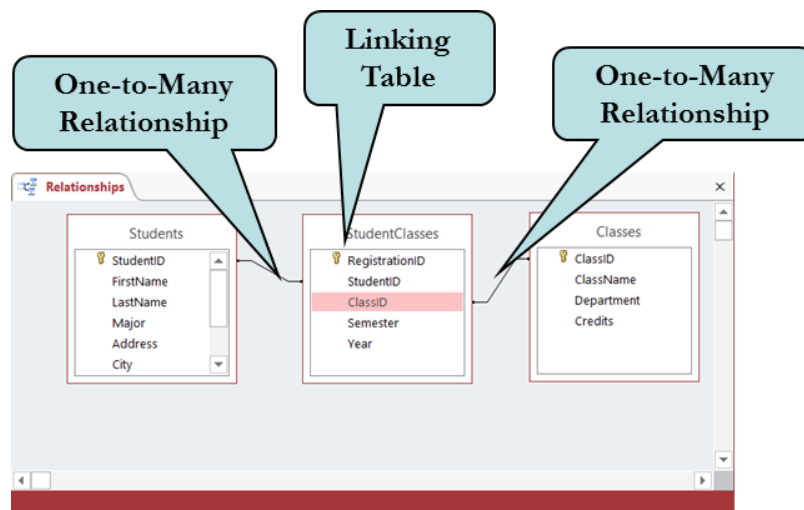 One-to-Many
Relationship
Linking
Table
One-to-Many
Relationship
Relationships
Students
StudentID
FirstName
LastName
Major
Address
City
StudentClasses
RegistrationID
StudentID
ClassID
Semester
Year
Classes
ClassID
ClassName
Department
Credits